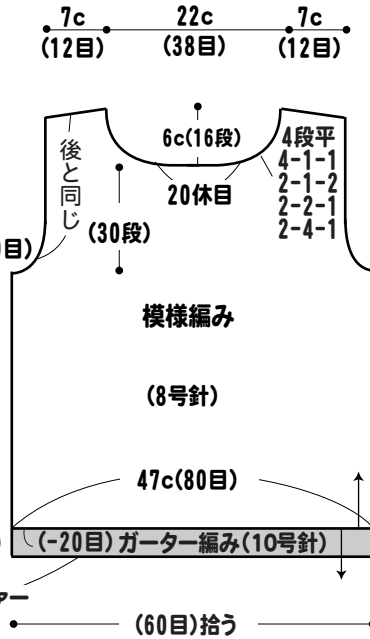 7c 22c 7c
(12目) (38目) (12目)
6c(16段)
4段平
4-1-1
2-1-2
2-2-1
2-4-1
後と同じ
20休目
(30段)
目)
模様編み
(8号針)
47c(80目)
(-20目)ガーター編み(10号針)
ァー
(60目)拾う